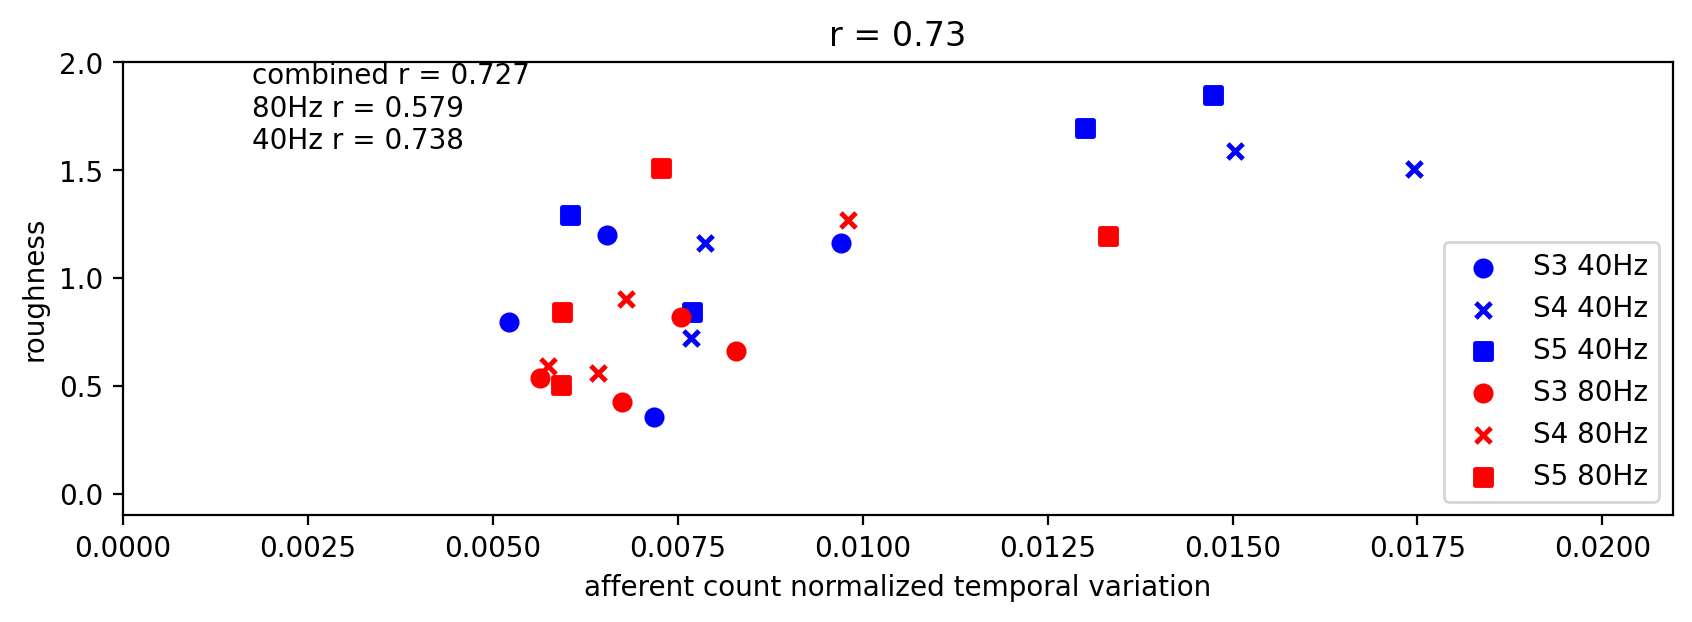 r = 0.73
combined r = 0.727
80Hz r = 0.579
40Hz r = 0.738
2.0
1.5
1.0
0.5
0.0
roughness
S3 40Hz
S4 40Hz
S5 40Hz
S3 80Hz
S4 80Hz
S5 80Hz
0.0000 0.0025 0.0050 0.0075 0.0100 0.0125 0.0150 0.0175 0.0200
afferent count normalized temporal variation